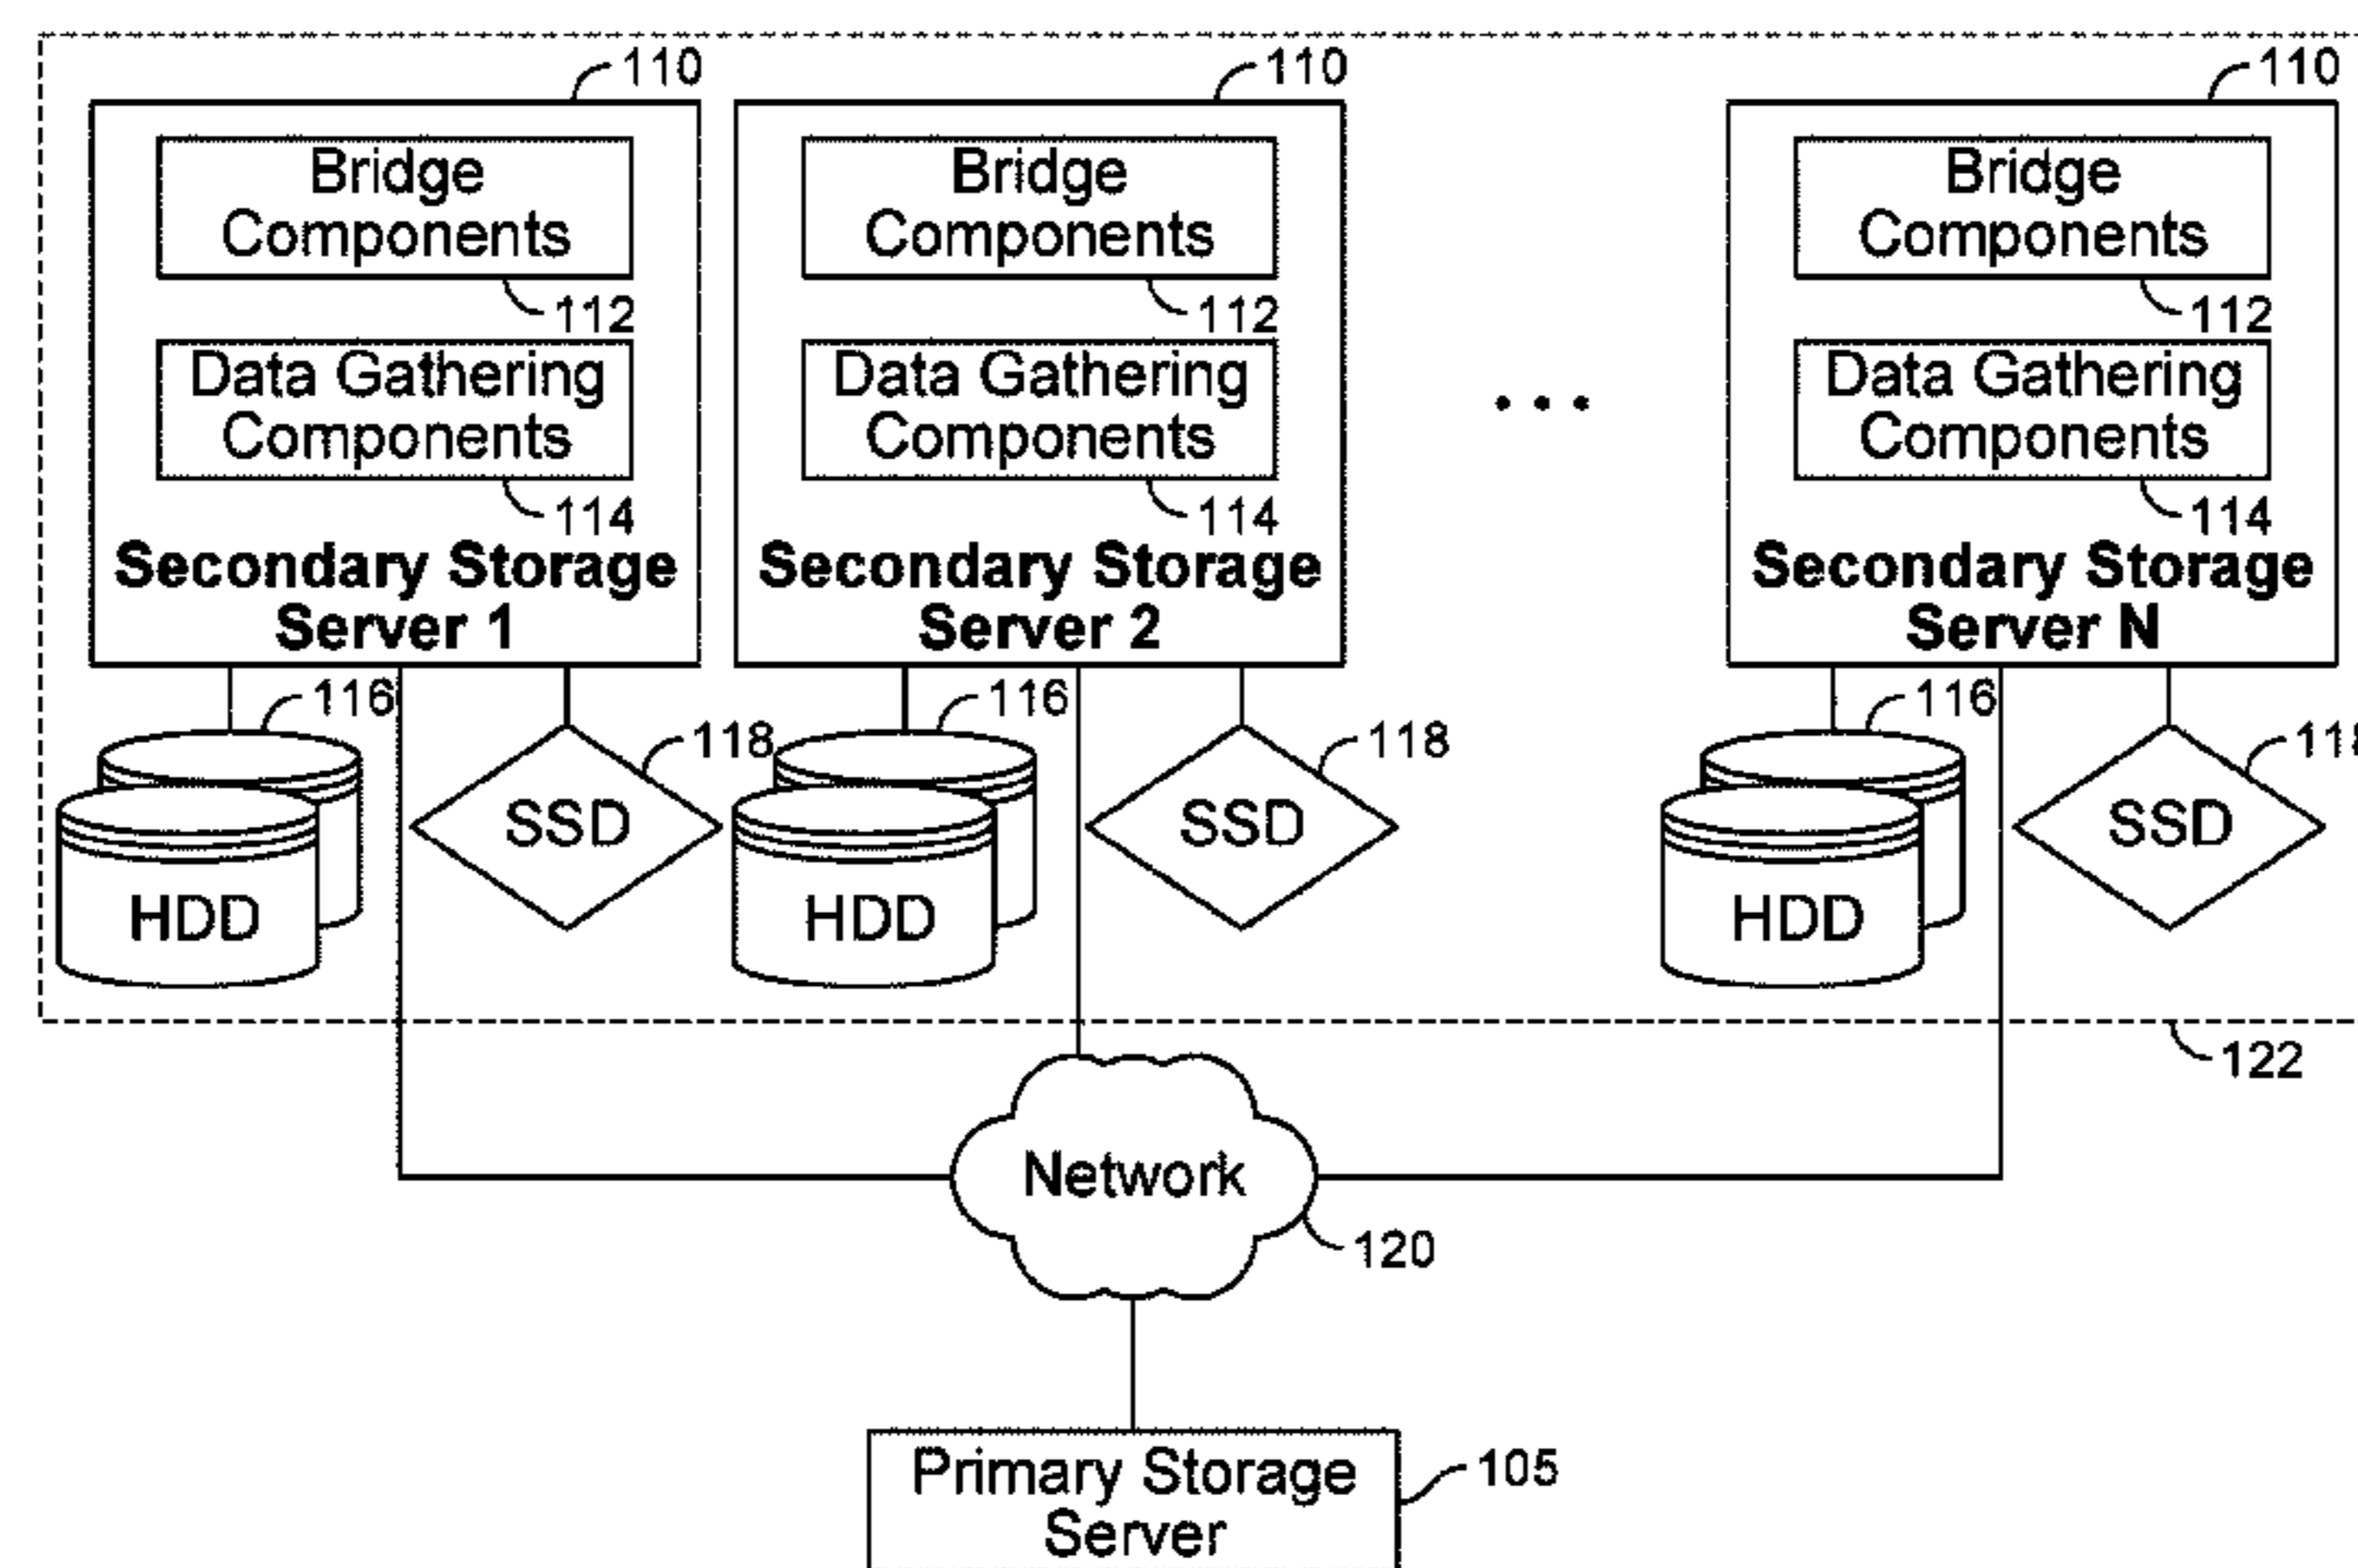 110
110
110
Bridge
Components
Bridge
Components
Bridge
Components
112
112
112
Data Gathering
Components
Data Gathering
Components
...
Data Gathering
Components
114
114
114
Secondary Storage
Server 1
Secondary Storage
Server 2
Secondary Storage
Server N
116
118
116
118
116
HDD
SSD
HDD
SSD
HDD
SSD
122
Network
120
Primary Storage
Server
105